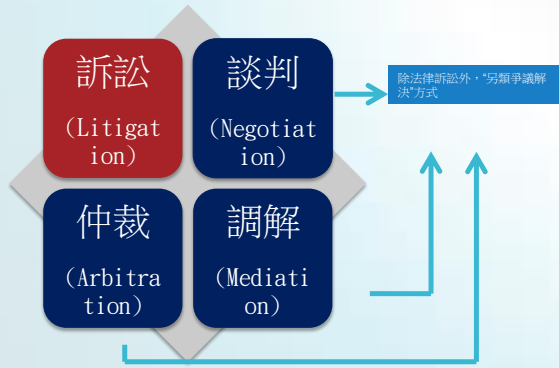 訴訟
(Litigat
ion)
談判
(Negotiat
ion)
除法律訴訟外，“另類爭議解
決”方式
仲裁
(Arbitra
tion)
調解
(Mediati
on)